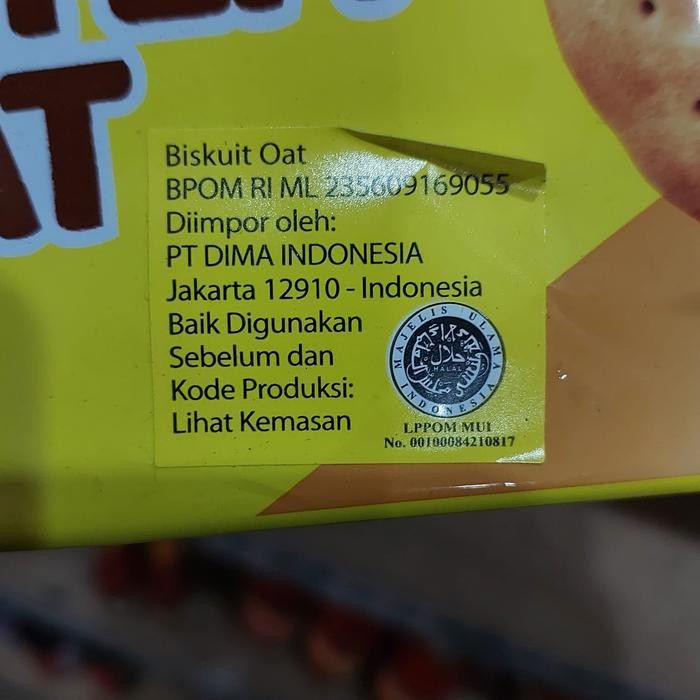 AT
Biskuit Oat
BPOM RI ML 235609169055
Diimpor oleh:
PT DIMA INDONESIA
Jakarta 12910 - Indonesia
Baik Digunakan
Sebelum dan
Kode Produksi:
Lihat Kemasan
MAJELIS ULAMA
حلال
HALAL
INDONESIA
LPPOM MUI
No. 00100084210817